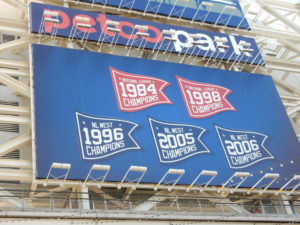 petco park
NATIONAL LEAGUE
1984
CHAMPIONS
NATIONAL LEAGUE
1998
CHAMPIONS
NL WEST
1996
CHAMPIONS
NL WEST
2005
CHAMPIONS
NL WEST
2006
CHAMPIONS